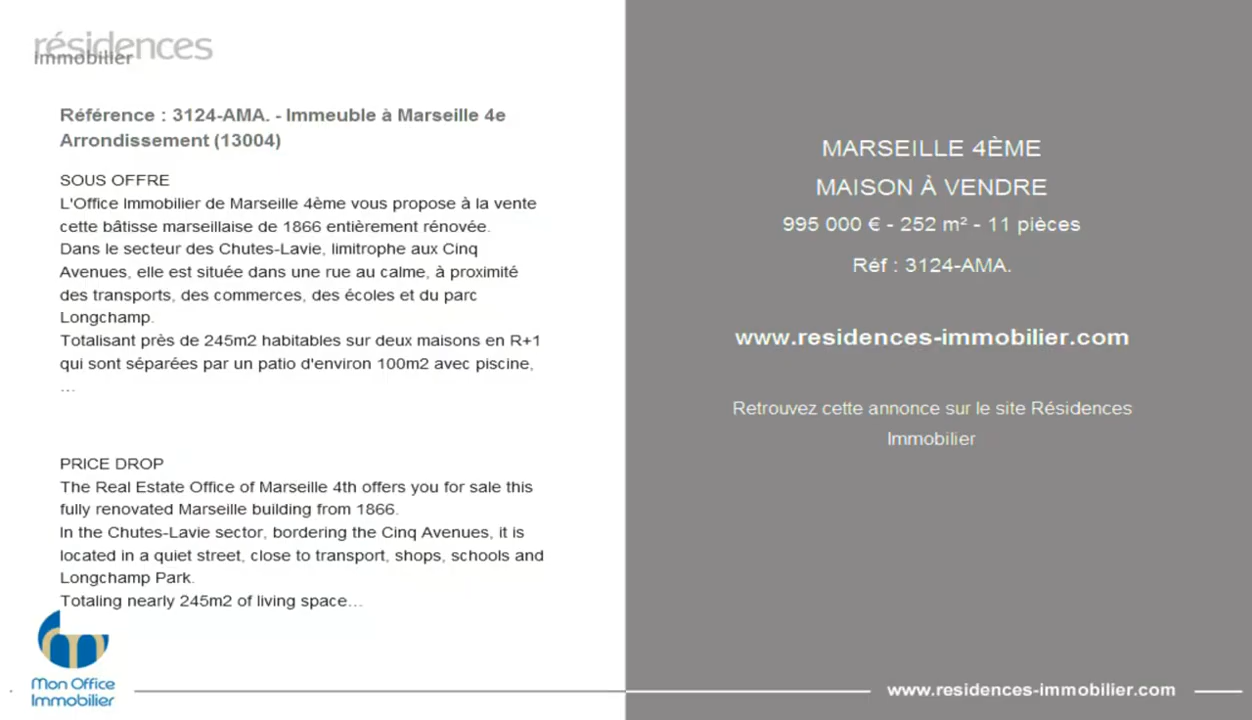 résidences
Immobilier
Référence : 3124-AMA. - Immeuble à Marseille 4e
Arrondissement (13004)
SOUS OFFRE
L'Office Immobilier de Marseille 4ème vous propose à la vente
cette bâtisse marseillaise de 1866 entièrement rénovée.
Dans le secteur des Chutes-Lavie, limitrophe aux Cinq
Avenues, elle est située dans une rue au calme, à proximité
des transports, des commerces, des écoles et du parc
Longchamp.
Totalisant près de 245m2 habitables sur deux maisons en R+1
qui sont séparées par un patio d'environ 100m2 avec piscine,
...
PRICE DROP
The Real Estate Office of Marseille 4th offers you for sale this
fully renovated Marseille building from 1866.
In the Chutes-Lavie sector, bordering the Cinq Avenues, it is
located in a quiet street, close to transport, shops, schools and
Longchamp Park.
Totaling nearly 245m2 of living space...
Mon Office
Immobilier
MARSEILLE 4ÈME
MAISON À VENDRE
995 000 € - 252 m² - 11 pièces
Réf : 3124-AMA.
www.residences-immobilier.com
Retrouvez cette annonce sur le site Résidences
Immobilier
www.residences-immobilier.com